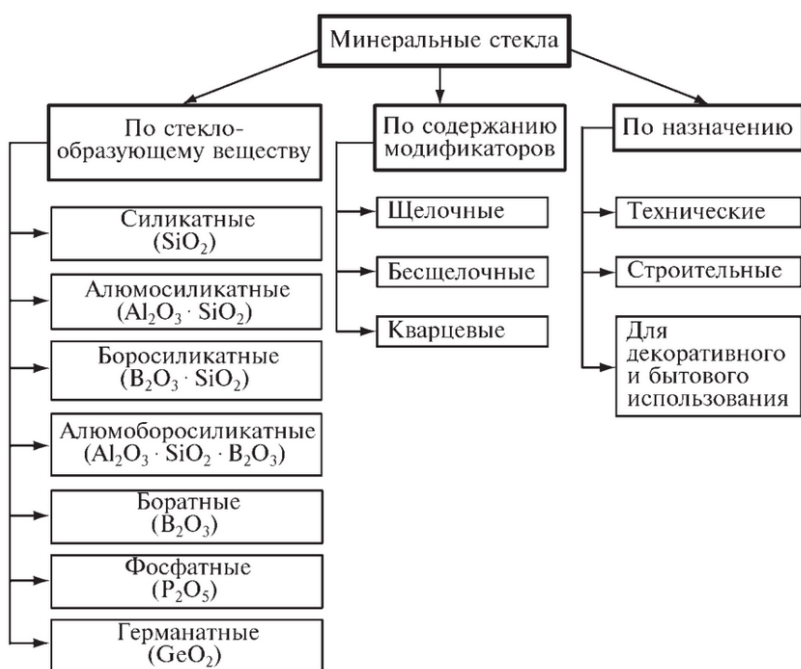 Минеральные стекла
По стекло-
образующему веществу
Силикатные
(SiO₂)
Алюмосиликатные
(Al₂O₃ · SiO₂)
Боросиликатные
(B₂O₃ · SiO₂)
Алюмоборосиликатные
(Al₂O₃ · SiO₂ · B₂O₃)
Боратные
(B₂O₃)
Фосфатные
(P₂O₅)
Германатные
(GeO₂)
По содержанию
модификаторов
Щелочные
Бесщелочные
Кварцевые
По назначению
Технические
Строительные
Для
декоративного
и бытового
использования